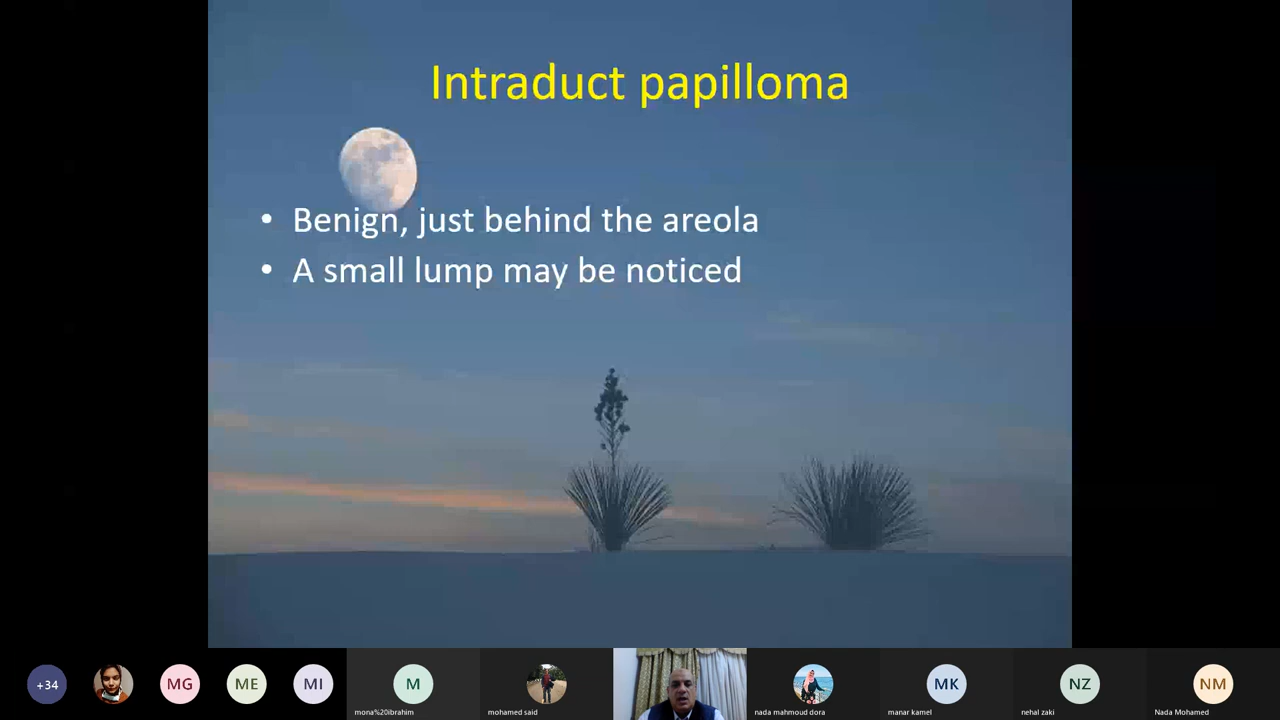 Intraduct papilloma
• Benign, just behind the areola
• A small lump may be noticed
+34
MG
ME
MI
M
mona%20ibrahim
mohamed said
nada mahmoud dora
MK
manar kamel
NZ
nehal zaki
NM
Nada Mohamed